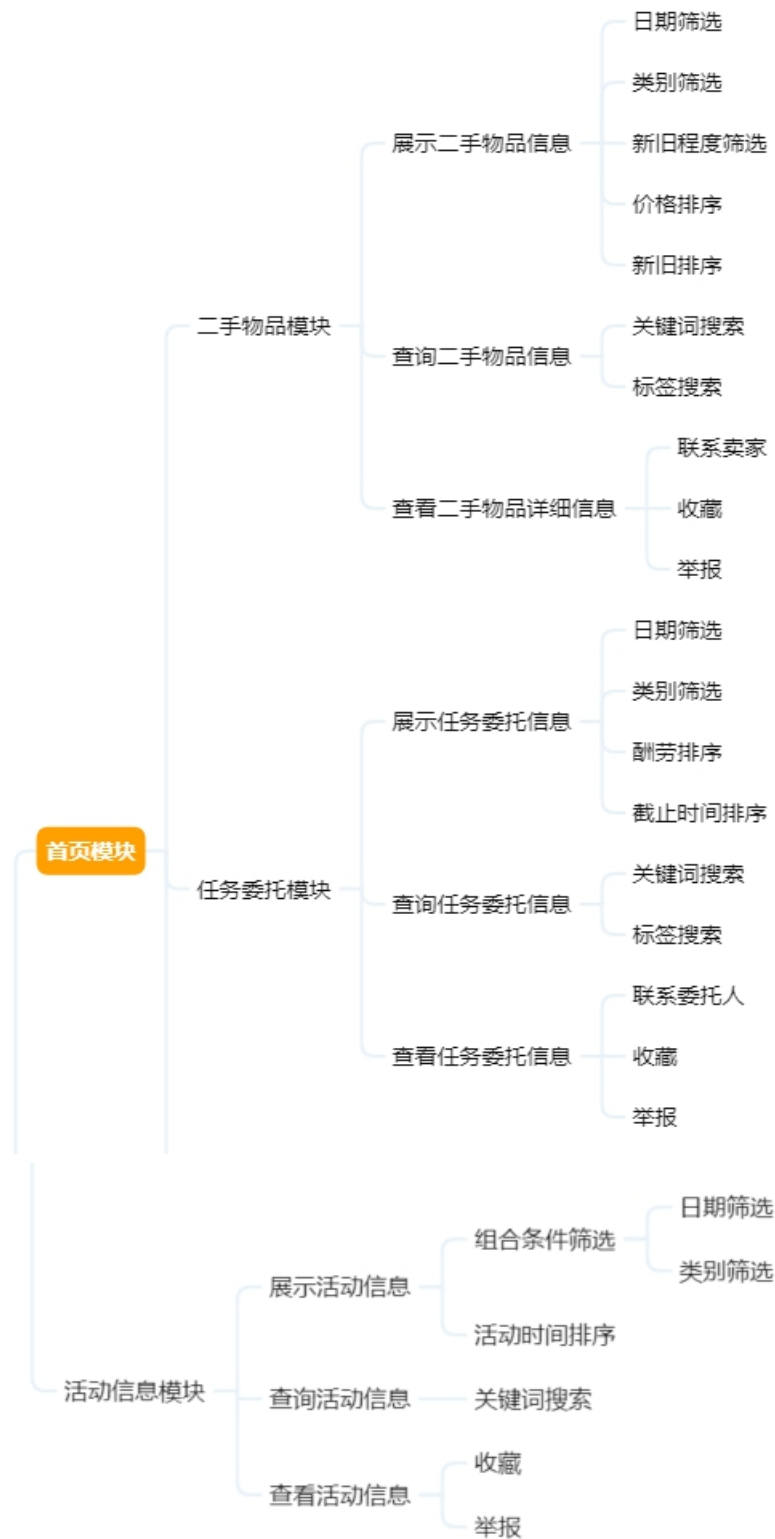 首页模块
二手物品模块
展示二手物品信息
日期筛选
类别筛选
新旧程度筛选
价格排序
新旧排序
查询二手物品信息
关键词搜索
标签搜索
查看二手物品详细信息
联系卖家
收藏
举报
任务委托模块
展示任务委托信息
日期筛选
类别筛选
酬劳排序
截止时间排序
查询任务委托信息
关键词搜索
标签搜索
查看任务委托信息
联系委托人
收藏
举报
活动信息模块
展示活动信息
组合条件筛选
日期筛选
类别筛选
活动时间排序
查询活动信息
关键词搜索
查看活动信息
收藏
举报